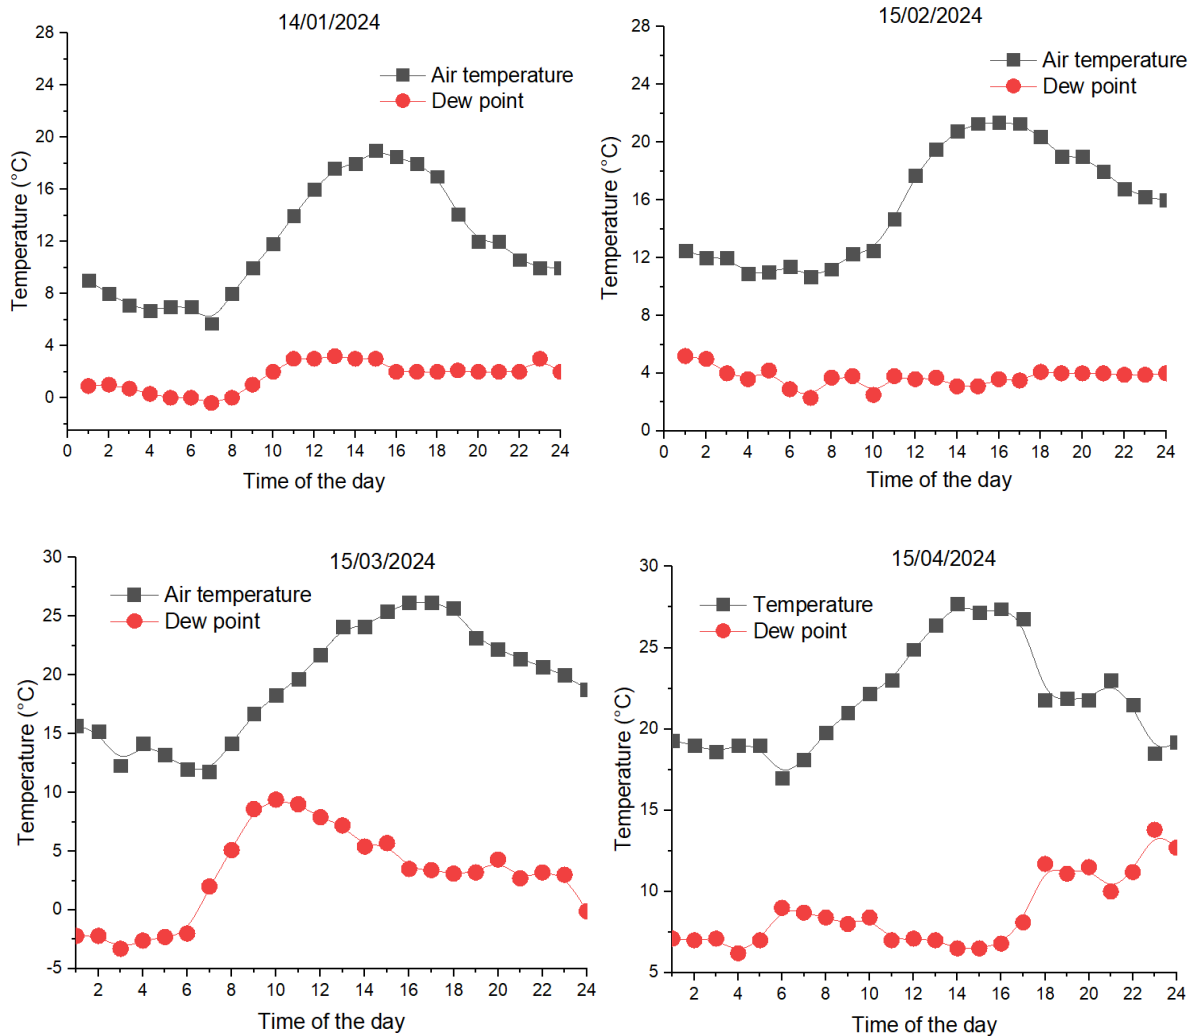 14/01/2024
Air temperature
Dew point
Temperature (°C)
28
24
20
16
12
8
4
0
0 2 4 6 8 10 12 14 16 18 20 22 24
Time of the day
15/02/2024
Air temperature
Dew point
Temperature (°C)
28
24
20
16
12
8
4
0
0 2 4 6 8 10 12 14 16 18 20 22 24
Time of the day
15/03/2024
Air temperature
Dew point
Temperature (°C)
30
25
20
15
10
5
0
-5
2 4 6 8 10 12 14 16 18 20 22 24
Time of the day
15/04/2024
Temperature
Dew point
Temperature (°C)
30
25
20
15
10
5
2 4 6 8 10 12 14 16 18 20 22 24
Time of the day